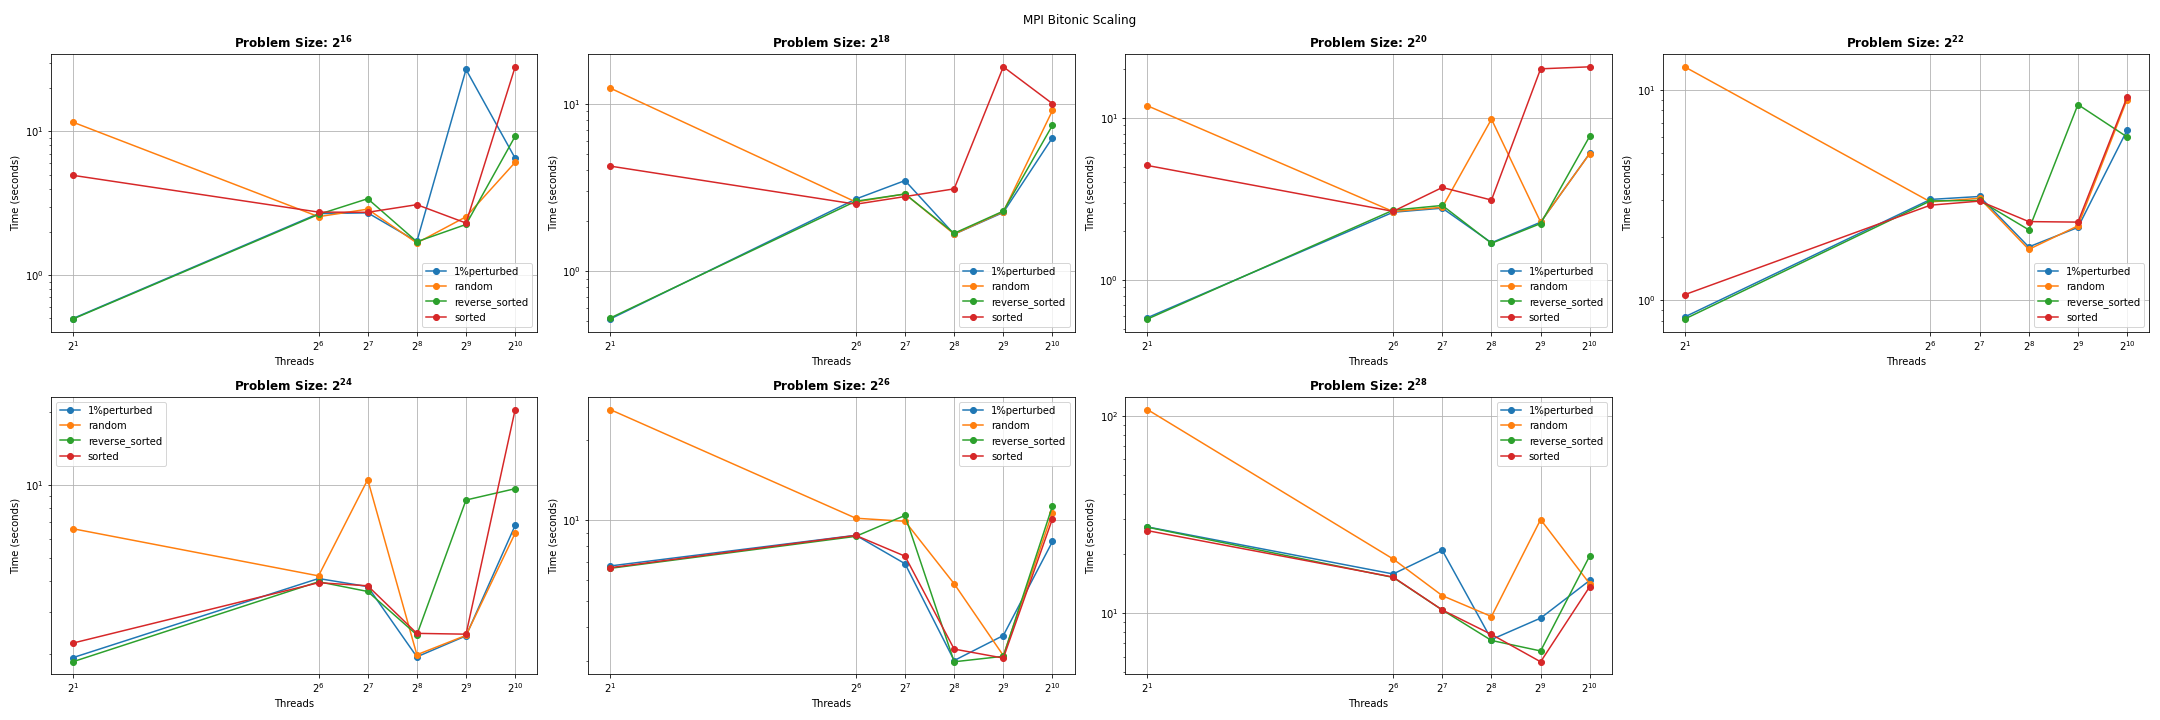 MPI Bitonic Scaling
Problem Size: 2^16
Time (seconds)
10^1
10^0
2^1 2^6 2^7 2^8 2^9 2^10
Threads
1%perturbed
random
reverse_sorted
sorted
Problem Size: 2^18
Time (seconds)
10^1
10^0
2^1 2^6 2^7 2^8 2^9 2^10
Threads
1%perturbed
random
reverse_sorted
sorted
Problem Size: 2^20
Time (seconds)
10^1
10^0
2^1 2^6 2^7 2^8 2^9 2^10
Threads
1%perturbed
random
reverse_sorted
sorted
Problem Size: 2^22
Time (seconds)
10^1
10^0
2^1 2^6 2^7 2^8 2^9 2^10
Threads
1%perturbed
random
reverse_sorted
sorted
Problem Size: 2^24
Time (seconds)
10^1
2^1 2^6 2^7 2^8 2^9 2^10
Threads
1%perturbed
random
reverse_sorted
sorted
Problem Size: 2^26
Time (seconds)
10^1
2^1 2^6 2^7 2^8 2^9 2^10
Threads
1%perturbed
random
reverse_sorted
sorted
Problem Size: 2^28
Time (seconds)
10^2
10^1
2^1 2^6 2^7 2^8 2^9 2^10
Threads
1%perturbed
random
reverse_sorted
sorted